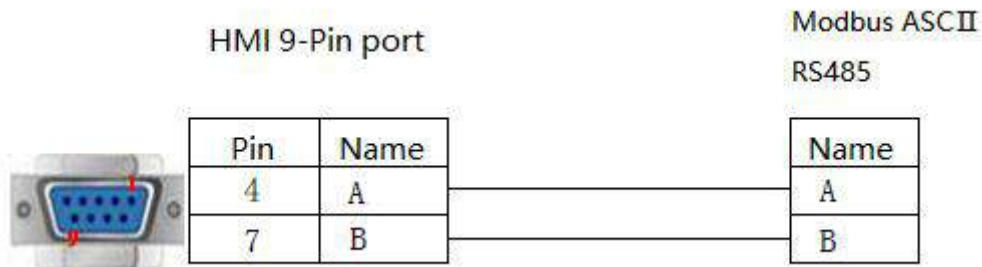 HMI 9-Pin port
Modbus ASCⅡ
RS485
Pin Name
4 A
7 B
Name
A
B
1
9